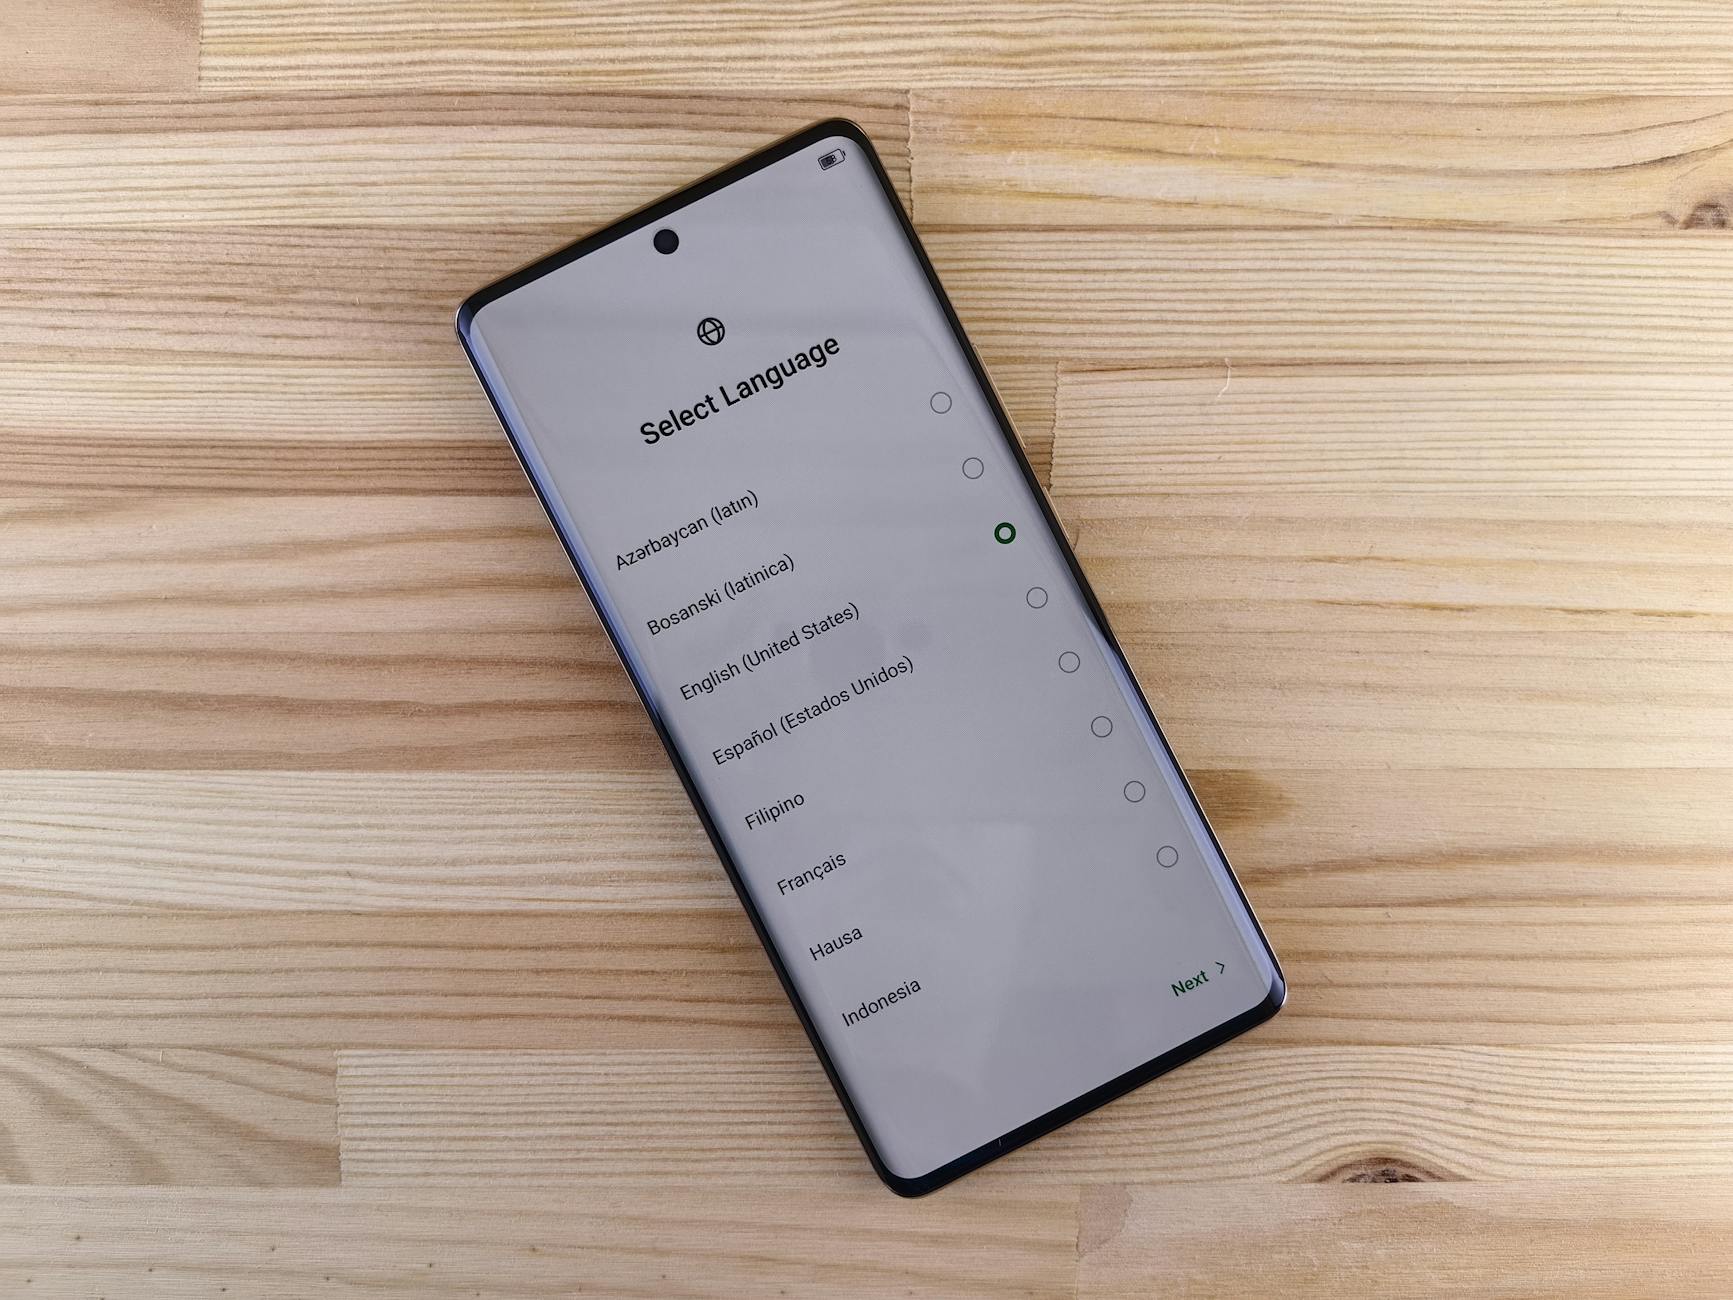 Select Language
Azərbaycan (latın)
Bosanski (latinica)
English (United States)
Español (Estados Unidos)
Filipino
Français
Hausa
Indonesia
Next >